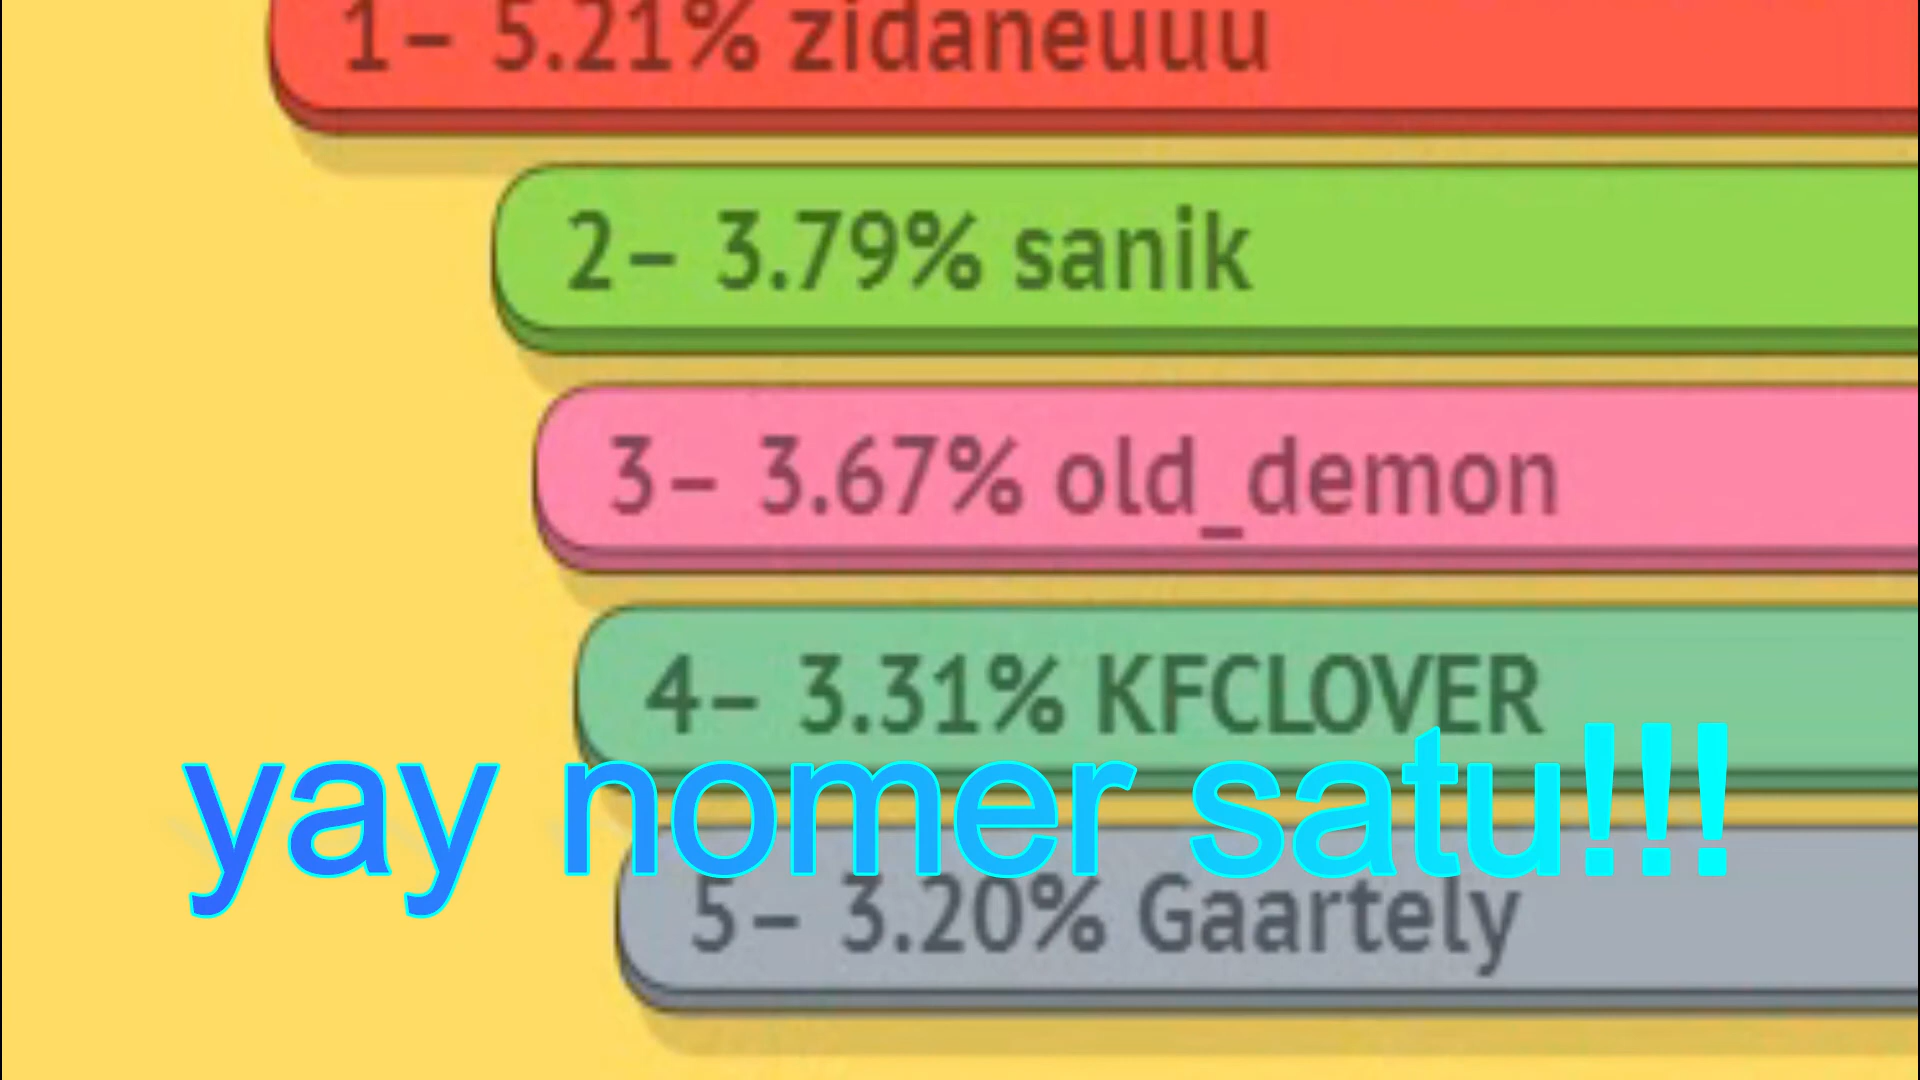 1– 5.21% zidaneuuu
2– 3.79% sanik
3– 3.67% old_demon
4– 3.31% KFCLOVER
yay nomer satu!!!
5– 3.20% Gaartely